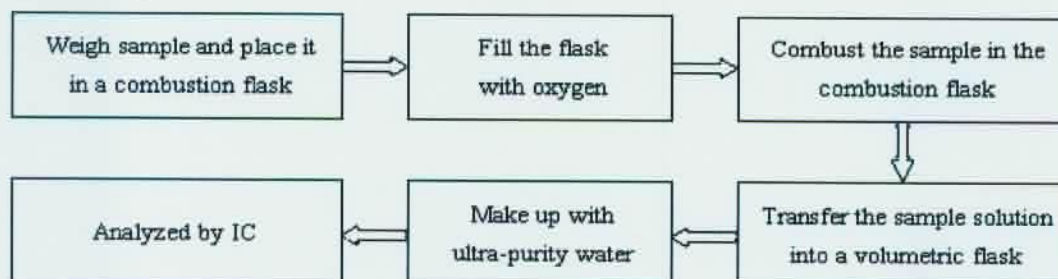 Weigh sample and place it
in a combustion flask
Fill the flask
with oxygen
Combust the sample in the
combustion flask
Transfer the sample solution
into a volumetric flask
Make up with
ultra-purity water
Analyzed by IC